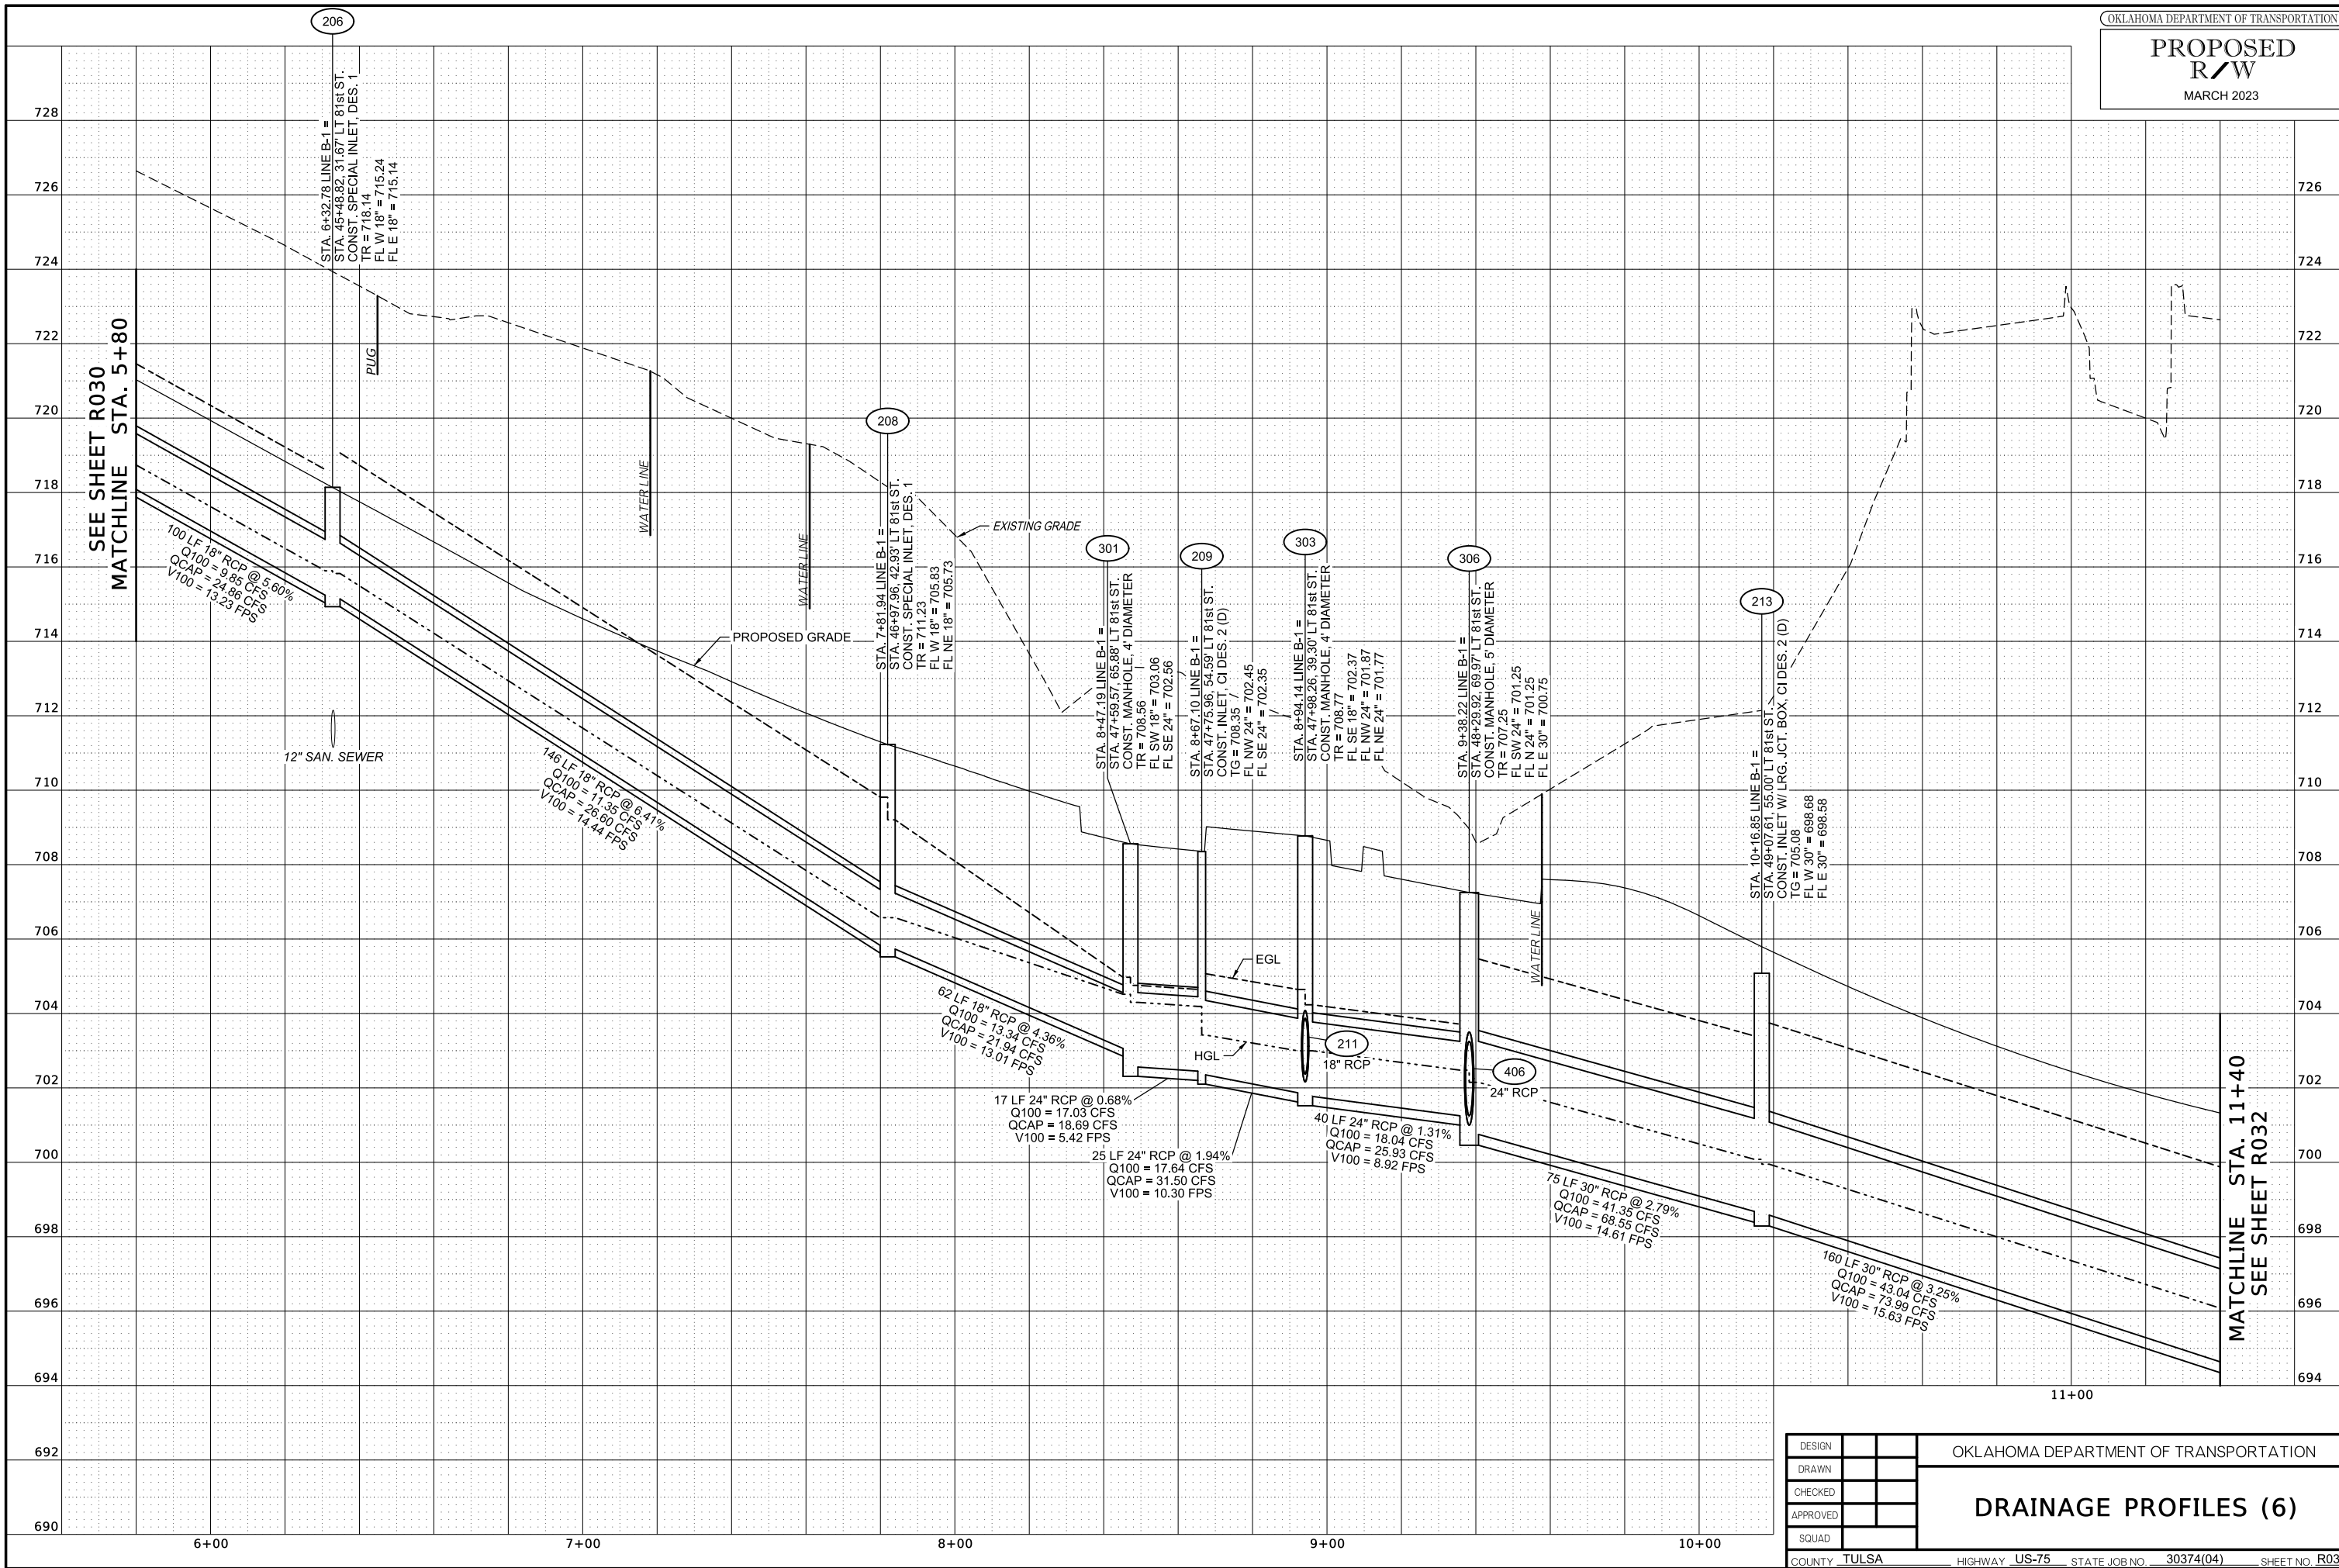 OKLAHOMA DEPARTMENT OF TRANSPORTATION
PROPOSED
R/W
MARCH 2023
206
STA. 6+32.78 LINE B-1 =
STA. 45+48.82, 31.67' LT 81st ST.
CONST. SPECIAL INLET, DES. 1
TR = 718.14
FL W 18" = 715.24
FL E 18" = 715.14
728
726
724
722
720
718
716
714
712
710
708
706
704
702
700
698
696
694
692
690
726
724
722
720
718
716
714
712
710
708
706
704
702
700
698
696
694
SEE SHEET R030
MATCHLINE STA. 5+80
PUG
WATER LINE
WATER LINE
100 LF 18" RCP @ 5.60%
Q100 = 9.85 CFS
QCAP = 24.86 CFS
V100 = 13.23 FPS
12" SAN. SEWER
146 LF 18" RCP @ 6.41%
Q100 = 11.35 CFS
QCAP = 26.60 CFS
V100 = 14.44 FPS
PROPOSED GRADE
208
STA. 7+81.94 LINE B-1 =
STA. 46+97.96, 42.93' LT 81st ST.
CONST. SPECIAL INLET, DES. 1
TR = 711.23
FL W 18" = 705.83
FL NE 18" = 705.73
EXISTING GRADE
62 LF 18" RCP @ 4.36%
Q100 = 13.34 CFS
QCAP = 21.94 CFS
V100 = 13.01 FPS
301
STA. 8+47.19 LINE B-1 =
STA. 47+59.57, 65.88' LT 81st ST.
CONST. MANHOLE, 4' DIAMETER
TR = 708.56
FL SW 18" = 703.06
FL SE 24" = 702.56
17 LF 24" RCP @ 0.68%
Q100 = 17.03 CFS
QCAP = 18.69 CFS
V100 = 5.42 FPS
209
STA. 8+67.10 LINE B-1 =
STA. 47+75.96, 54.59' LT 81st ST.
CONST. INLET, CI DES. 2 (D)
TG = 708.35
FL NW 24" = 702.45
FL SE 24" = 702.35
25 LF 24" RCP @ 1.94%
Q100 = 17.64 CFS
QCAP = 31.50 CFS
V100 = 10.30 FPS
303
STA. 8+94.14 LINE B-1 =
STA. 47+98.26, 39.30' LT 81st ST.
CONST. MANHOLE, 4' DIAMETER
TR = 708.77
FL SE 18" = 702.37
FL NW 24" = 701.87
FL NE 24" = 701.77
EGL
HGL
211
18" RCP
40 LF 24" RCP @ 1.31%
Q100 = 18.04 CFS
QCAP = 25.93 CFS
V100 = 8.92 FPS
306
STA. 9+38.22 LINE B-1 =
STA. 48+29.92, 69.97' LT 81st ST.
CONST. MANHOLE, 5' DIAMETER
TR = 707.25
FL SW 24" = 701.25
FL N 24" = 701.25
FL E 30" = 700.75
406
24" RCP
WATER LINE
75 LF 30" RCP @ 2.79%
Q100 = 41.35 CFS
QCAP = 68.55 CFS
V100 = 14.61 FPS
213
STA. 10+16.85 LINE B-1 =
STA. 49+07.61, 55.00' LT 81st ST.
CONST. INLET W/ LRG. JCT. BOX, CI DES. 2 (D)
TG = 705.08
FL W 30" = 698.68
FL E 30" = 698.58
160 LF 30" RCP @ 3.25%
Q100 = 43.04 CFS
QCAP = 73.99 CFS
V100 = 15.63 FPS
MATCHLINE STA. 11+40
SEE SHEET R032
6+00
7+00
8+00
9+00
10+00
11+00
DESIGN
DRAWN
CHECKED
APPROVED
SQUAD
OKLAHOMA DEPARTMENT OF TRANSPORTATION
DRAINAGE PROFILES (6)
COUNTY TULSA HIGHWAY US-75 STATE JOB NO. 30374(04) SHEET NO.